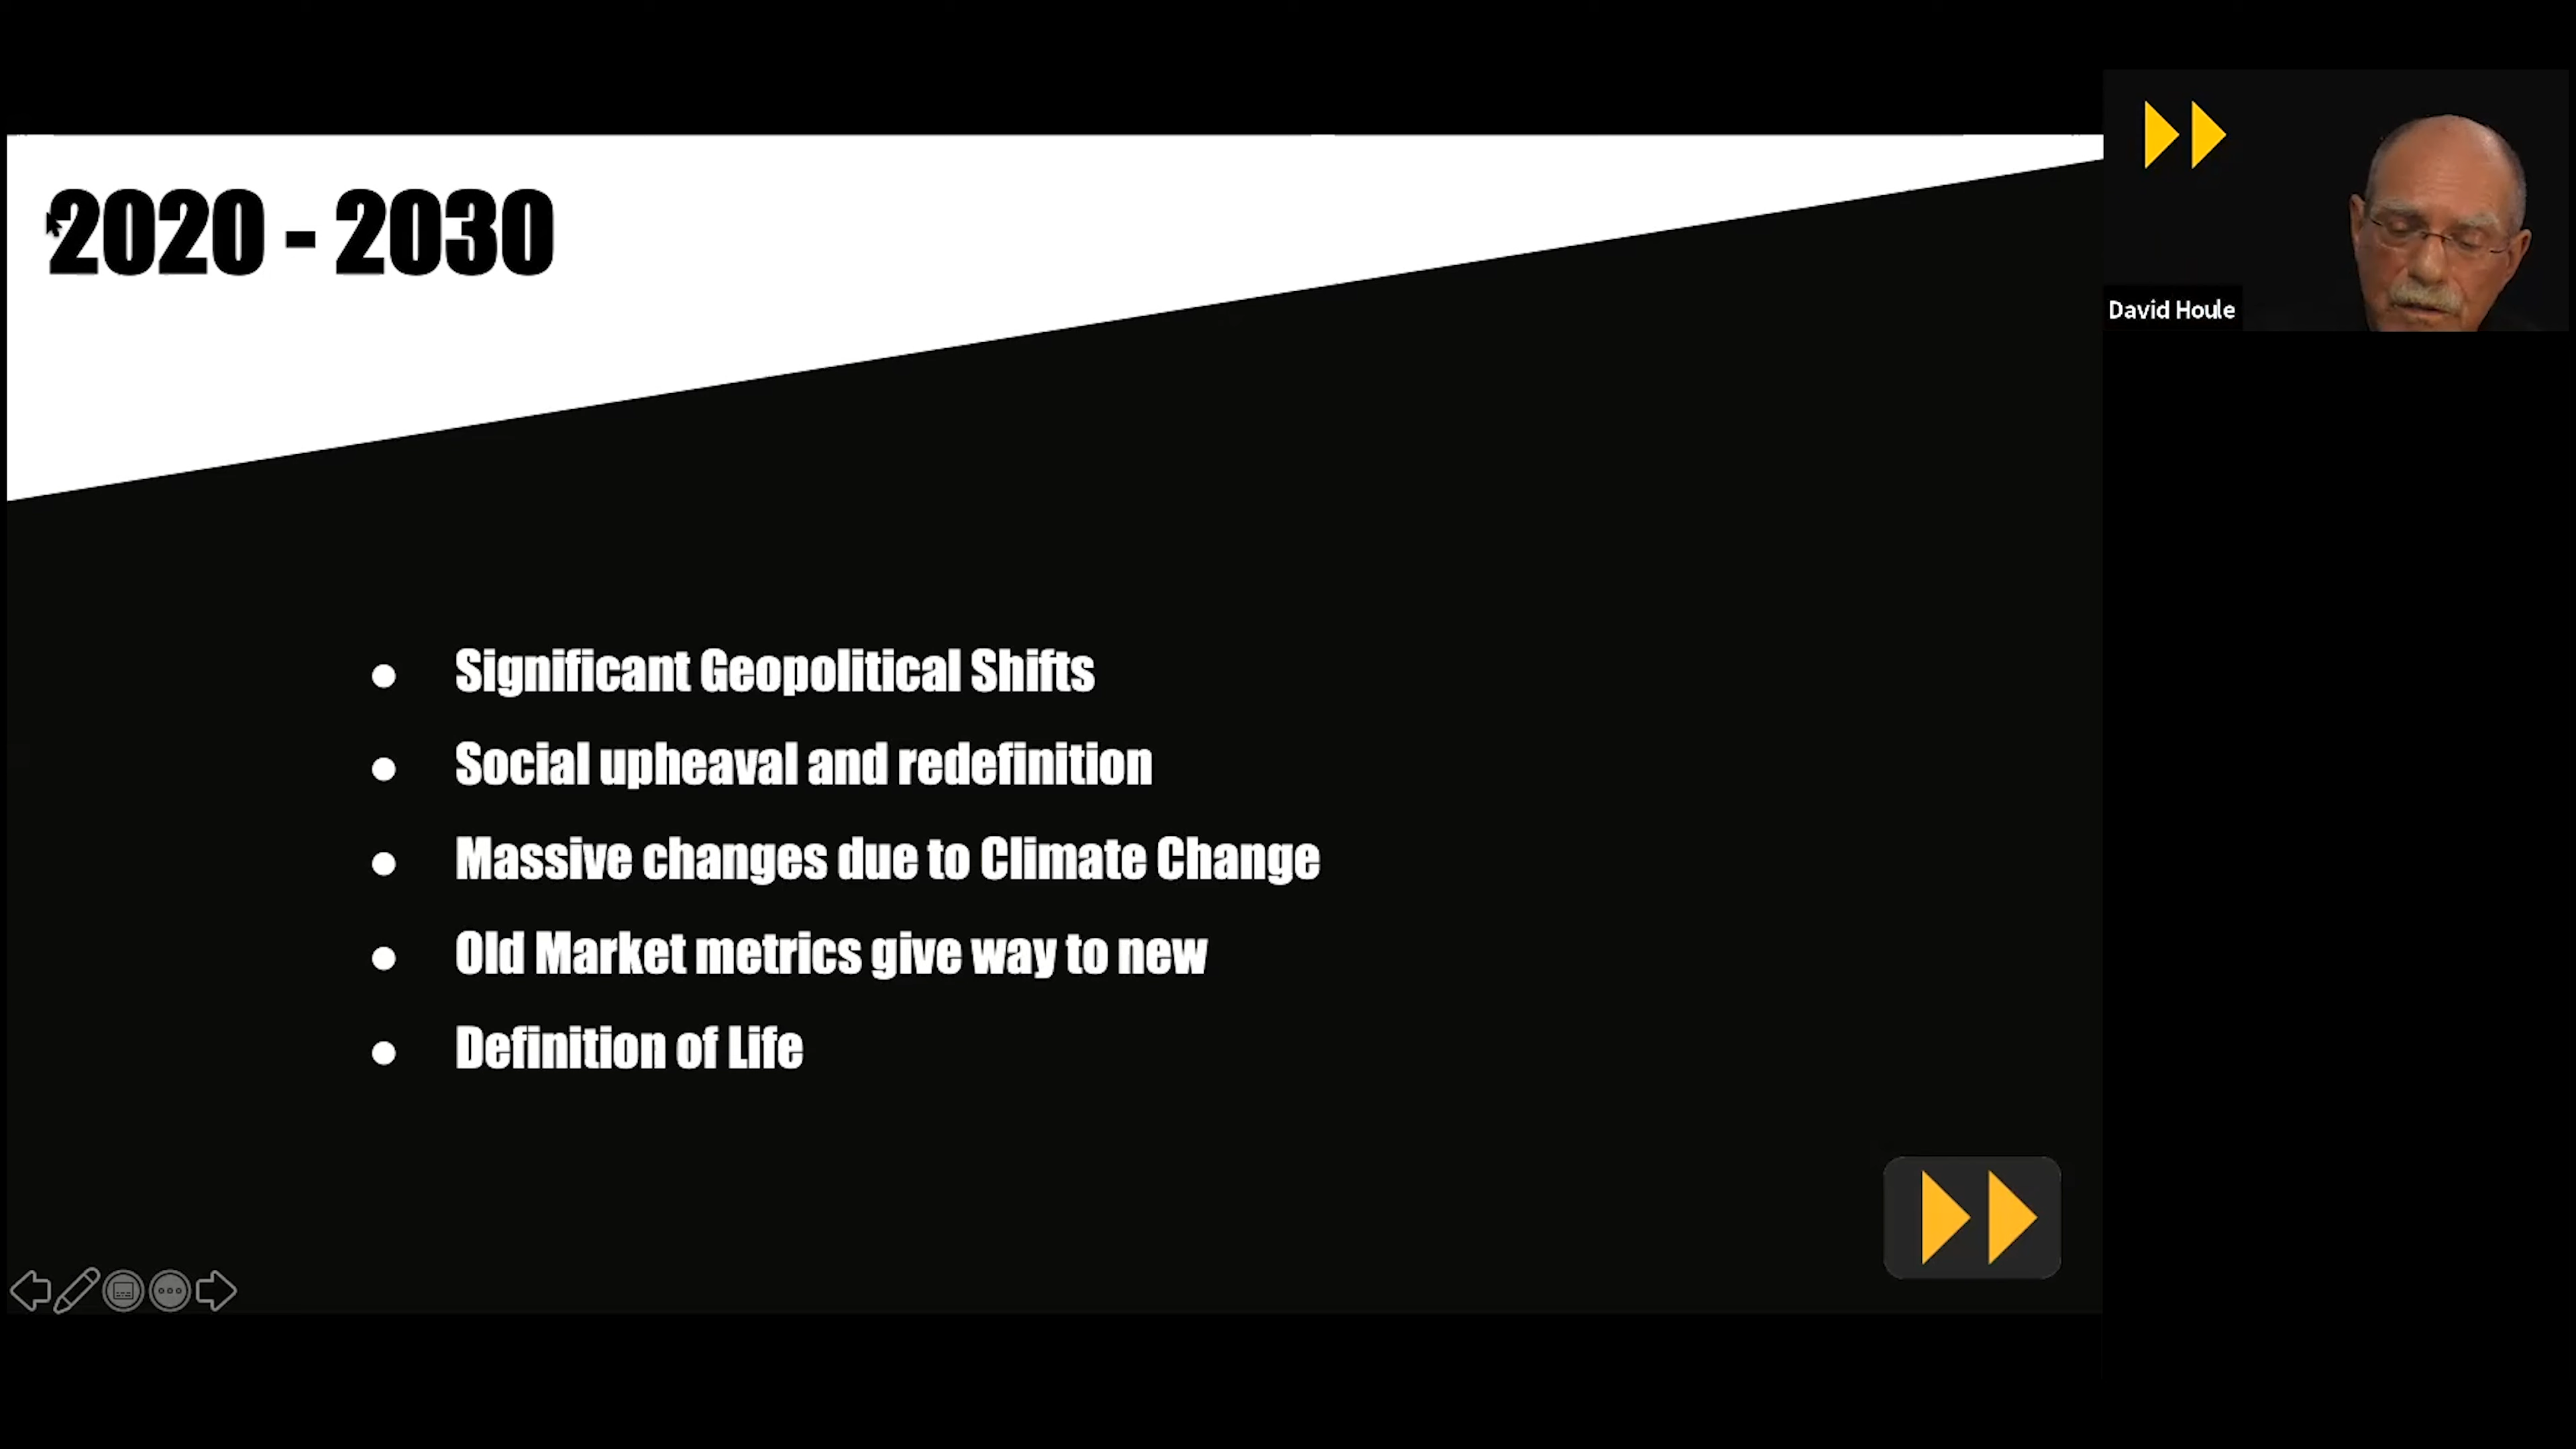 2020 - 2030
David Houle
Significant Geopolitical Shifts
Social upheaval and redefinition
Massive changes due to Climate Change
Old Market metrics give way to new
Definition of Life